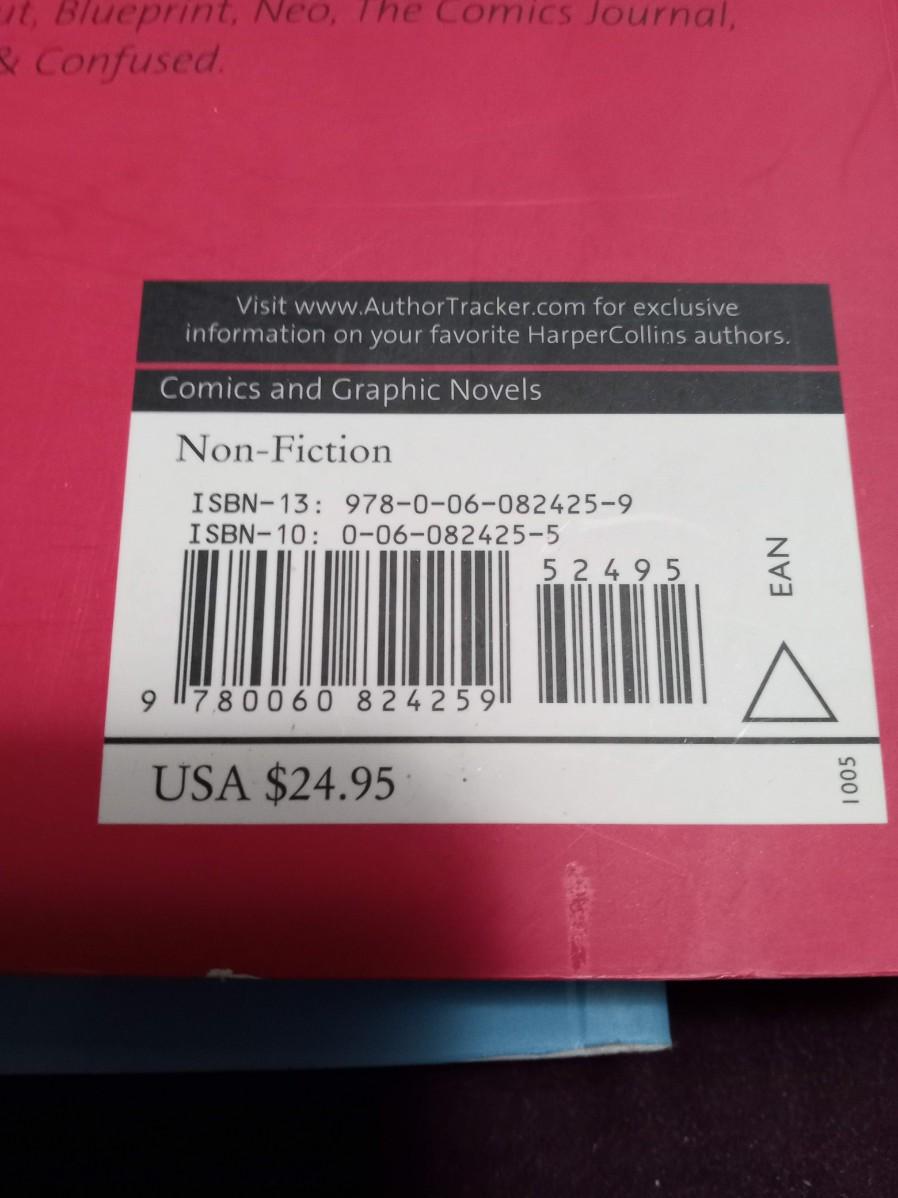 ut, Blueprint, Neo, The Comics Journal,
& Confused.
Visit www.AuthorTracker.com for exclusive
information on your favorite HarperCollins authors.
Comics and Graphic Novels
Non-Fiction
ISBN-13: 978-0-06-082425-9
ISBN-10: 0-06-082425-5
52495
EAN
9 780060 824259
USA $24.95
1005